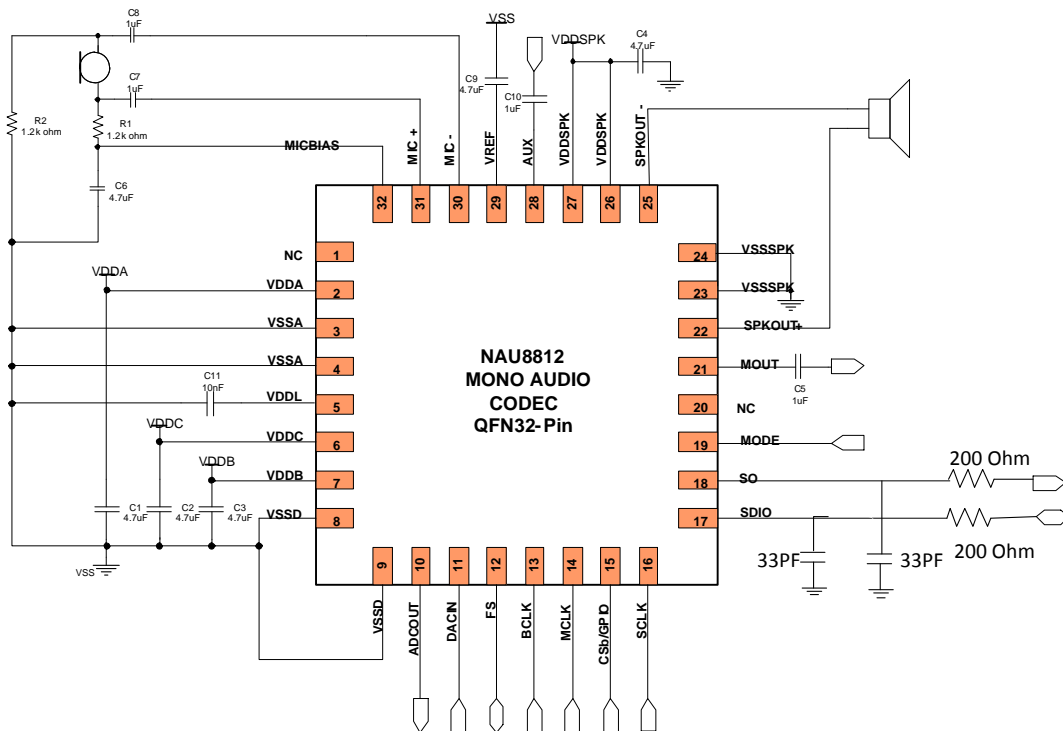 C8
1uF
VSS
VDDSPK
C4
4.7uF
C9
4.7uF
C10
1uF
C7
1uF
R2
1.2k ohm
R1
1.2k ohm
C6
4.7uF
MICBIAS
MIC +
MIC -
VREF
AUX
VDDSPK
VDDSPK
SPKOUT -
32
31
30
29
28
27
26
25
NC
1
VDDA
VDDA
2
VSSA
3
VSSA
4
C11
10nF
VDDL
5
VDDC
VDDC
6
VDDB
VDDB
7
VSSD
8
C1
4.7uF
C2
4.7uF
C3
4.7uF
VSS
NAU8812
MONO AUDIO
CODEC
QFN32-Pin
24
VSSSPK
23
VSSSPK
22
SPKOUT+
21
MOUT
C5
1uF
20
NC
19
MODE
18
SO
200 Ohm
17
SDIO
200 Ohm
33PF
33PF
9
10
11
12
13
14
15
16
VSSD
ADCOUT
DACIN
FS
BCLK
MCLK
CSb/GPIO
SCLK